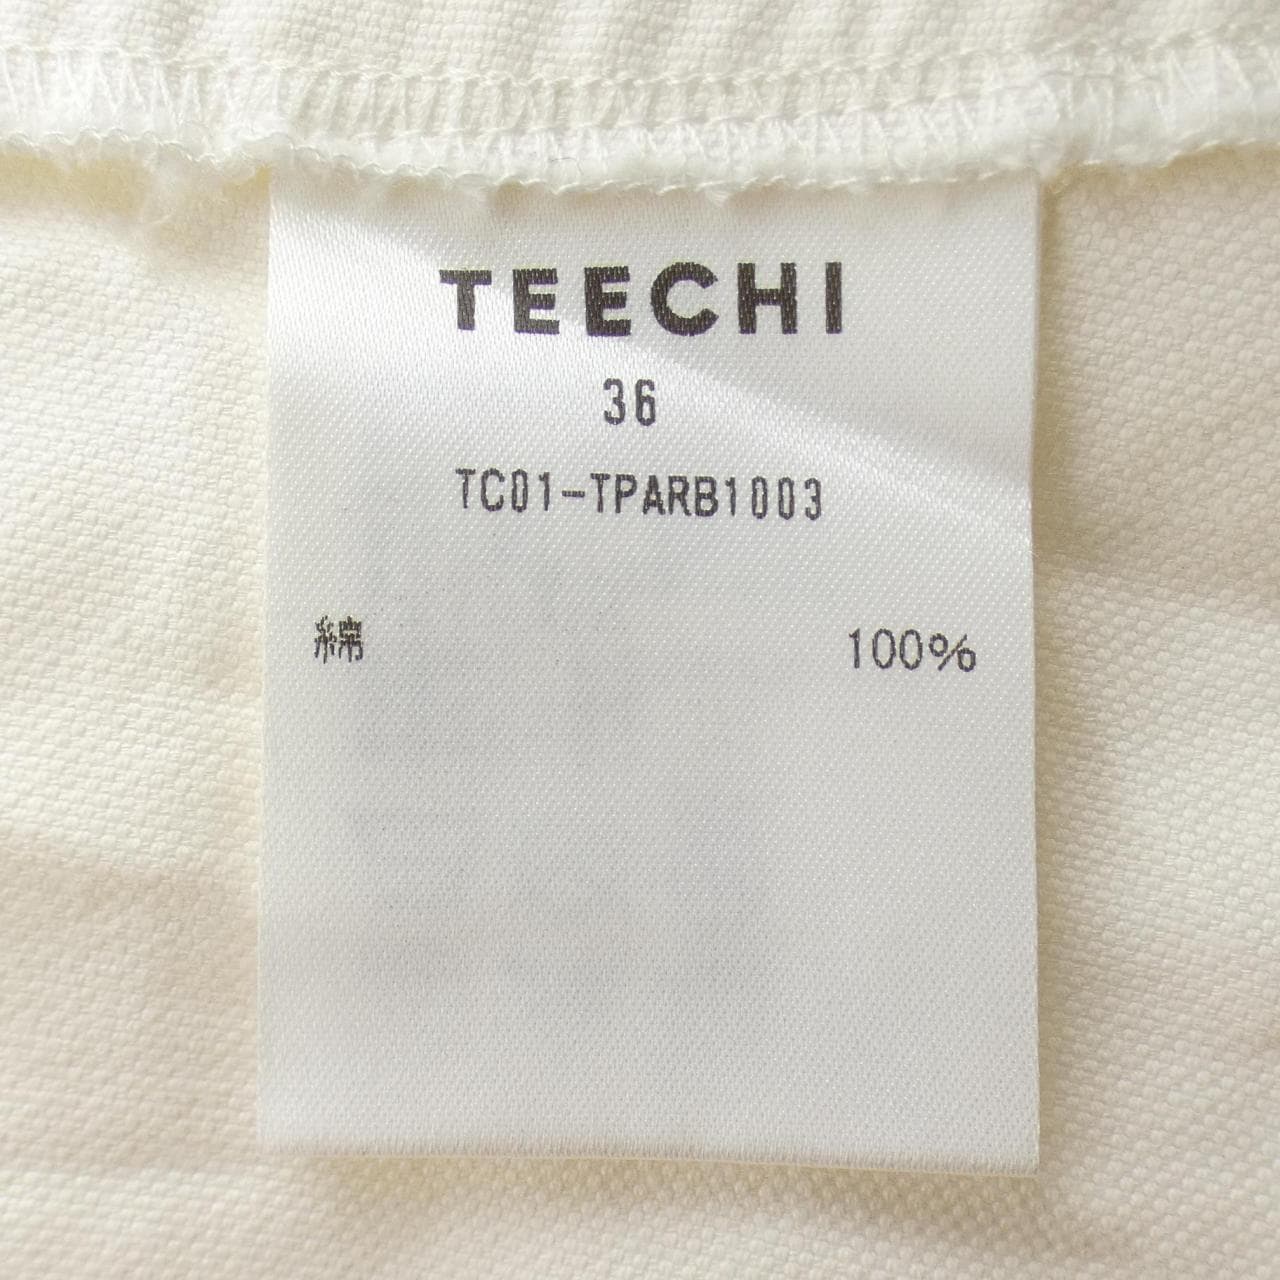 TEECHI
36
TC01-TPARB1003
綿 100%